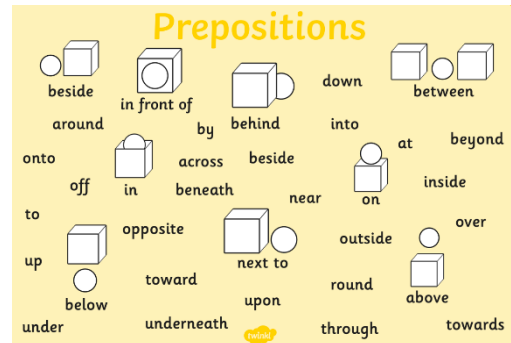 Prepositions
beside
in front of
behind
down
between
around
by
into
at
beyond
onto
across
beside
off
in
beneath
near
on
inside
to
opposite
next to
outside
over
up
toward
round
below
upon
above
under
underneath
through
towards
twinkl